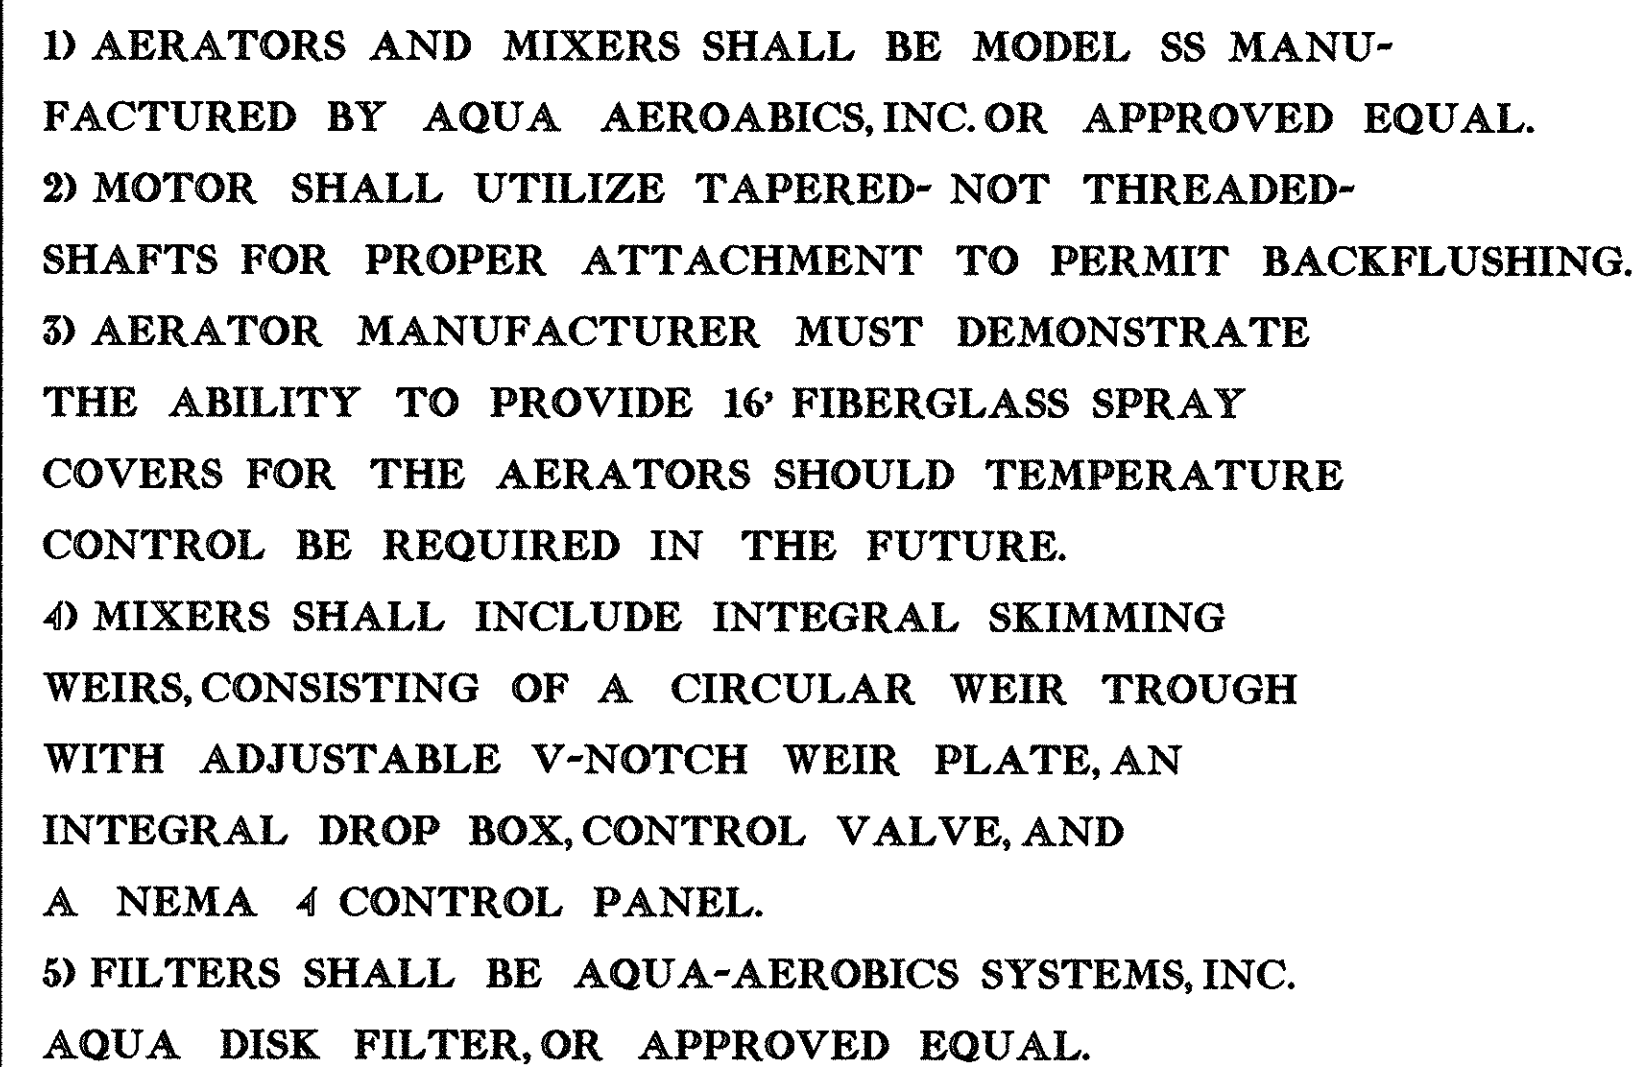 1) AERATORS AND MIXERS SHALL BE MODEL SS MANU-
FACTURED BY AQUA AEROABICS, INC. OR APPROVED EQUAL.
2) MOTOR SHALL UTILIZE TAPERED- NOT THREADED-
SHAFTS FOR PROPER ATTACHMENT TO PERMIT BACKFLUSHING.
3) AERATOR MANUFACTURER MUST DEMONSTRATE
THE ABILITY TO PROVIDE 16' FIBERGLASS SPRAY
COVERS FOR THE AERATORS SHOULD TEMPERATURE
CONTROL BE REQUIRED IN THE FUTURE.
4) MIXERS SHALL INCLUDE INTEGRAL SKIMMING
WEIRS, CONSISTING OF A CIRCULAR WEIR TROUGH
WITH ADJUSTABLE V-NOTCH WEIR PLATE, AN
INTEGRAL DROP BOX, CONTROL VALVE, AND
A NEMA 4 CONTROL PANEL.
5) FILTERS SHALL BE AQUA-AEROBICS SYSTEMS, INC.
AQUA DISK FILTER, OR APPROVED EQUAL.